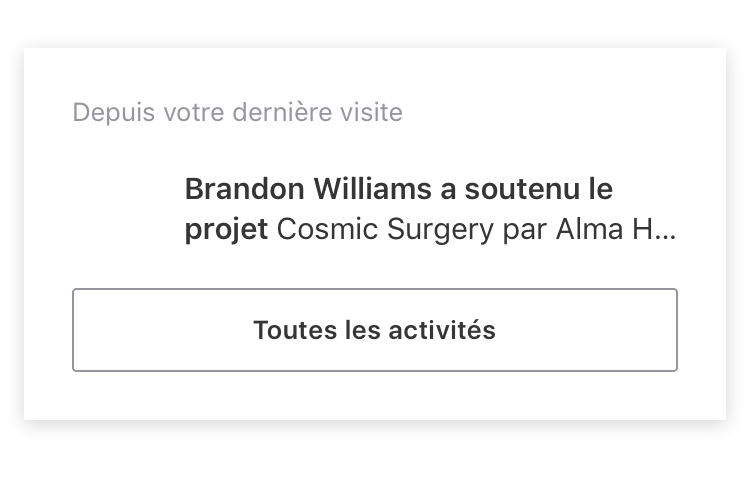 Depuis votre dernière visite
Brandon Williams a soutenu le
projet Cosmic Surgery par Alma H...
Toutes les activités